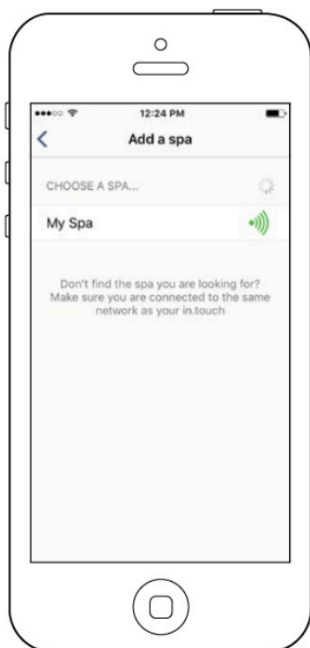 12:24 PM
Add a spa
CHOOSE A SPA...
My Spa
Don't find the spa you are looking for?
Make sure you are connected to the same
network as your in.touch